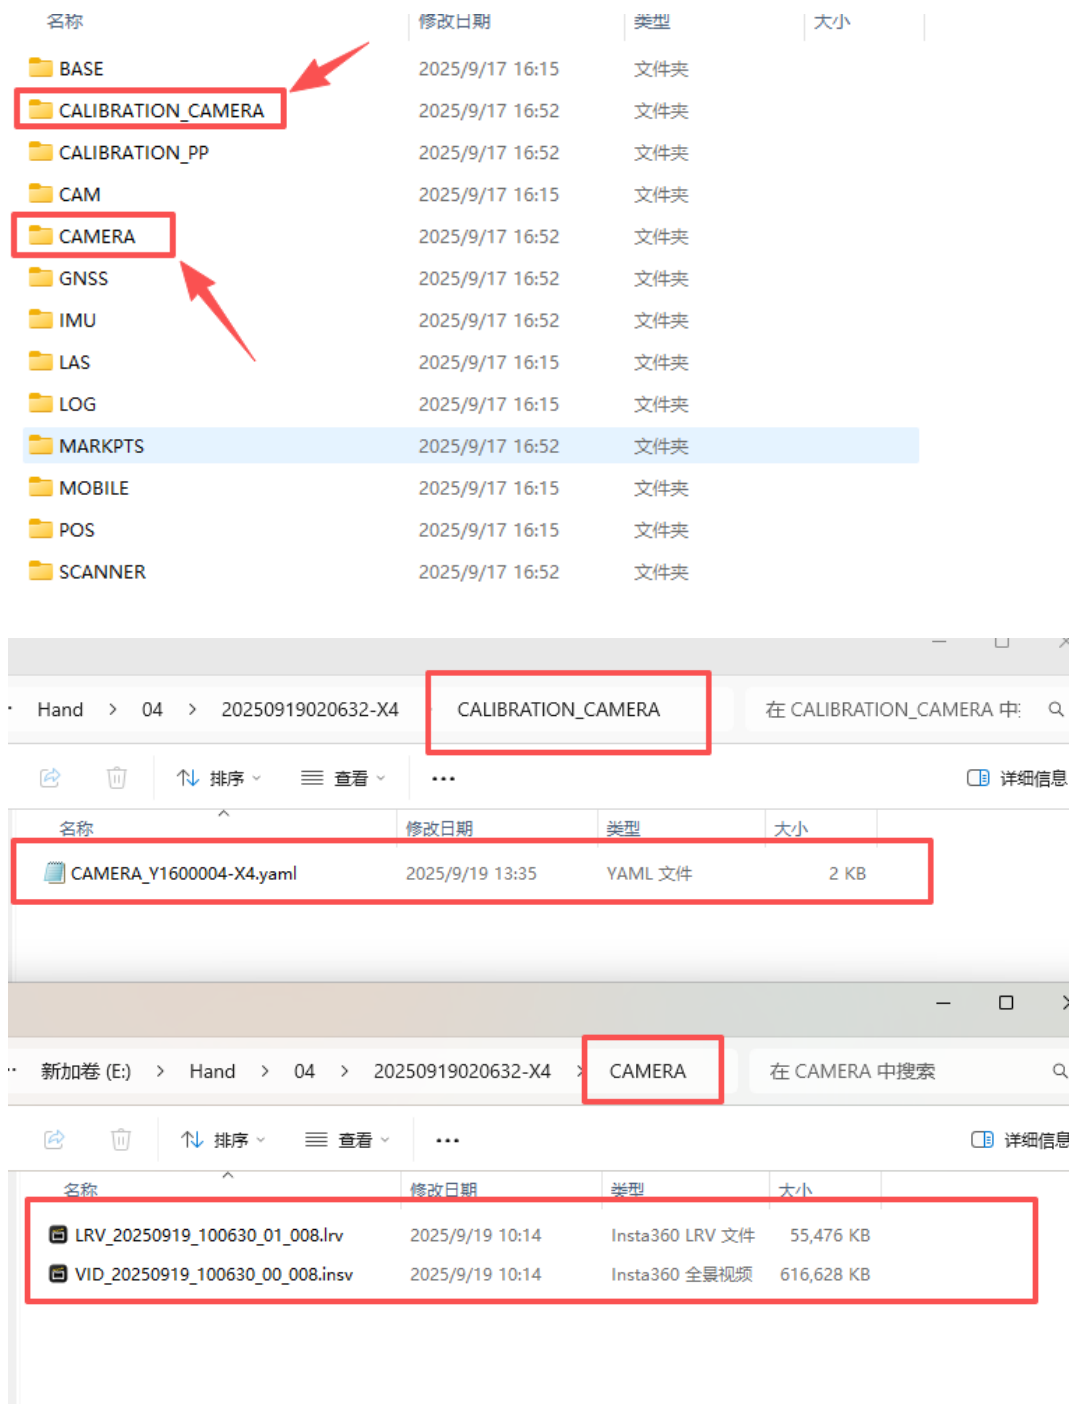 名称 修改日期 类型 大小
BASE 2025/9/17 16:15 文件夹
CALIBRATION_CAMERA 2025/9/17 16:52 文件夹
CALIBRATION_PP 2025/9/17 16:52 文件夹
CAM 2025/9/17 16:15 文件夹
CAMERA 2025/9/17 16:52 文件夹
GNSS 2025/9/17 16:52 文件夹
IMU 2025/9/17 16:52 文件夹
LAS 2025/9/17 16:15 文件夹
LOG 2025/9/17 16:15 文件夹
MARKPTS 2025/9/17 16:52 文件夹
MOBILE 2025/9/17 16:15 文件夹
POS 2025/9/17 16:15 文件夹
SCANNER 2025/9/17 16:52 文件夹
Hand > 04 > 20250919020632-X4 CALIBRATION_CAMERA 在 CALIBRATION_CAMERA 中
排序 查看 ··· 详细信息
名称 修改日期 类型 大小
CAMERA_Y1600004-X4.yaml 2025/9/19 13:35 YAML 文件 2 KB
新加卷 (E:) > Hand > 04 > 20250919020632-X4 > CAMERA 在 CAMERA 中搜索
排序 查看 ··· 详细信息
名称 修改日期 类型 大小
LRV_20250919_100630_01_008.lrv 2025/9/19 10:14 Insta360 LRV 文件 55,476 KB
VID_20250919_100630_00_008.insv 2025/9/19 10:14 Insta360 全景视频 616,628 KB